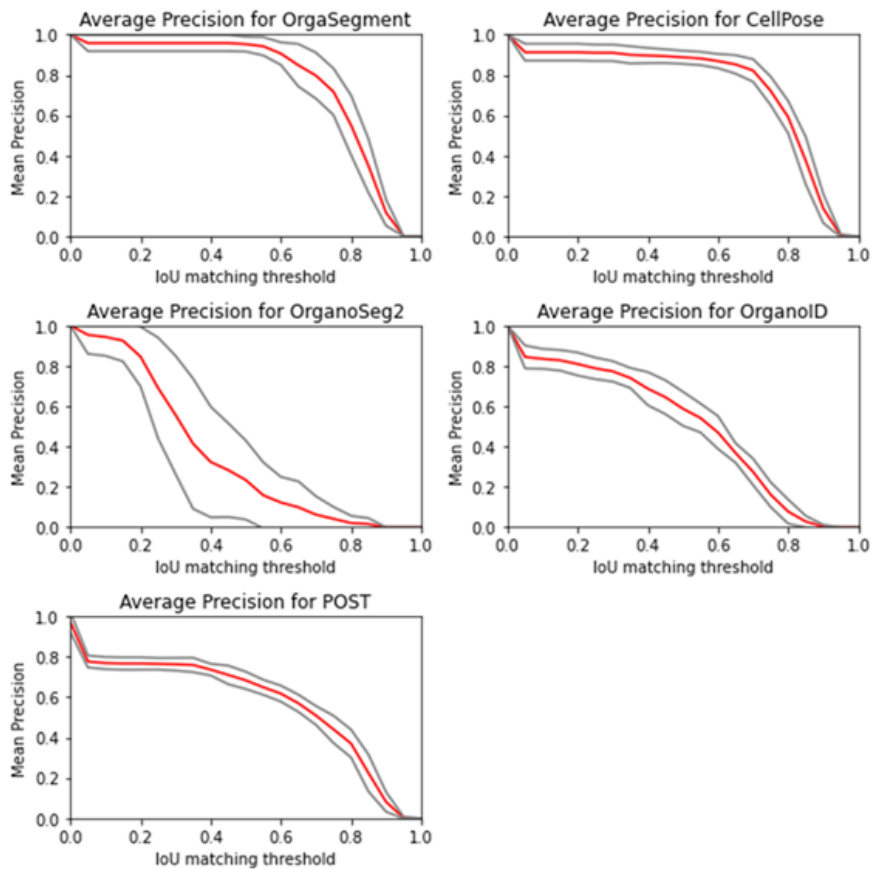 Average Precision for OrgaSegment
1.0
0.8
0.6
0.4
0.2
0.0
Mean Precision
0.0 0.2 0.4 0.6 0.8 1.0
IoU matching threshold
Average Precision for CellPose
1.0
0.8
0.6
0.4
0.2
0.0
Mean Precision
0.0 0.2 0.4 0.6 0.8 1.0
IoU matching threshold
Average Precision for OrganoSeg2
1.0
0.8
0.6
0.4
0.2
0.0
Mean Precision
0.0 0.2 0.4 0.6 0.8 1.0
IoU matching threshold
Average Precision for OrganoID
1.0
0.8
0.6
0.4
0.2
0.0
Mean Precision
0.0 0.2 0.4 0.6 0.8 1.0
IoU matching threshold
Average Precision for POST
1.0
0.8
0.6
0.4
0.2
0.0
Mean Precision
0.0 0.2 0.4 0.6 0.8 1.0
IoU matching threshold